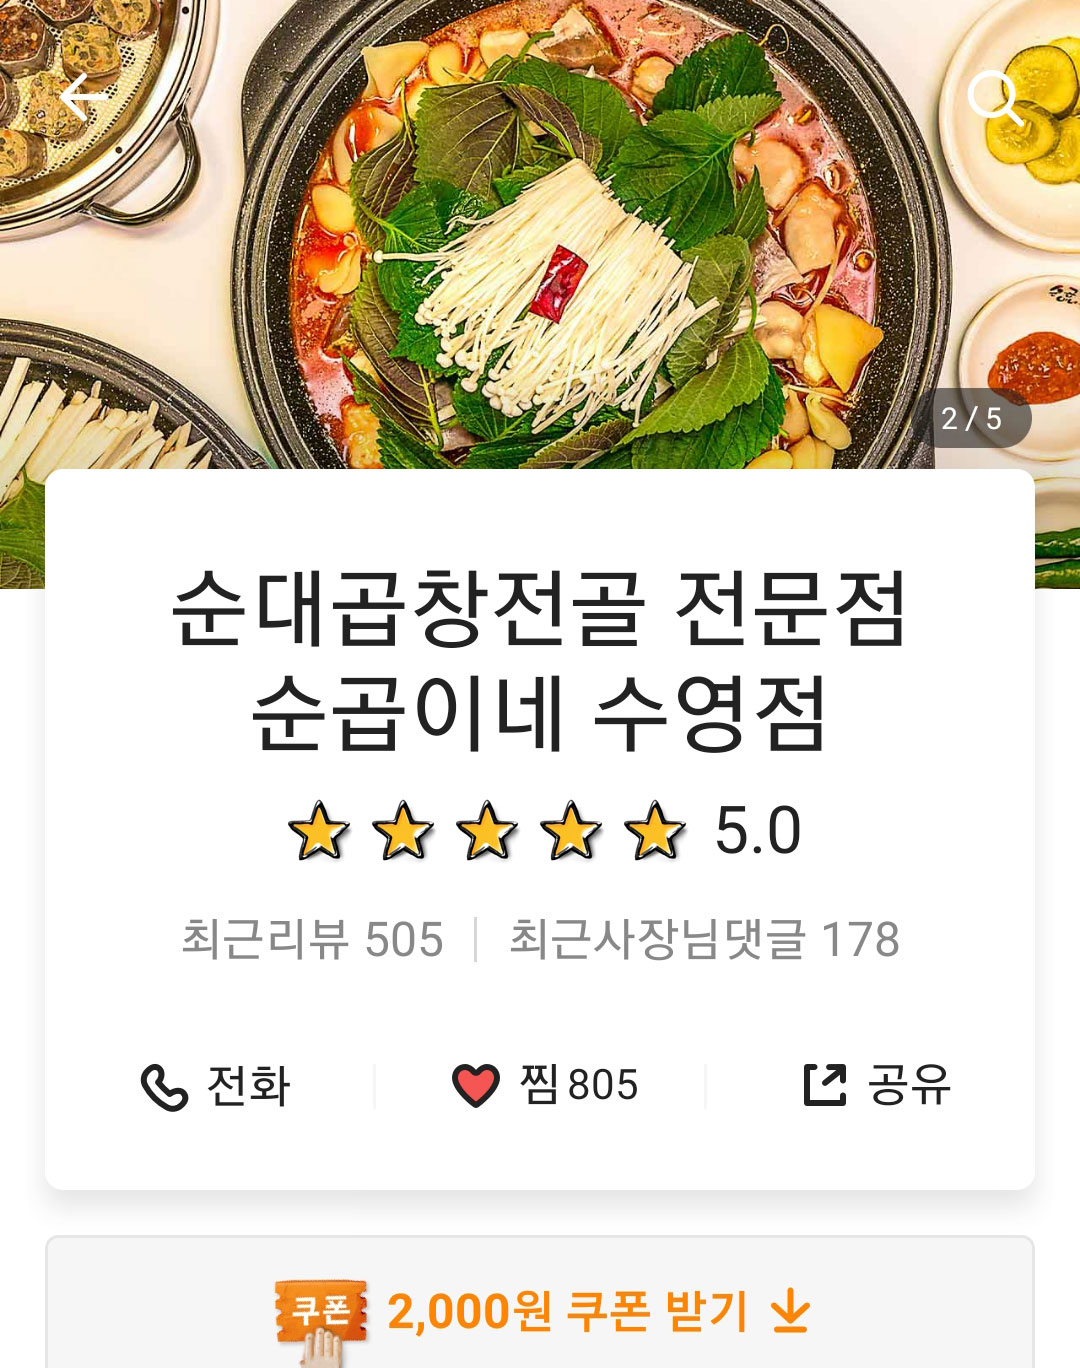 2 / 5
순대곱창전골 전문점
순곱이네 수영점
5.0
최근리뷰 505 최근사장님댓글 178
전화 찜 805 공유
쿠폰 2,000원 쿠폰 받기